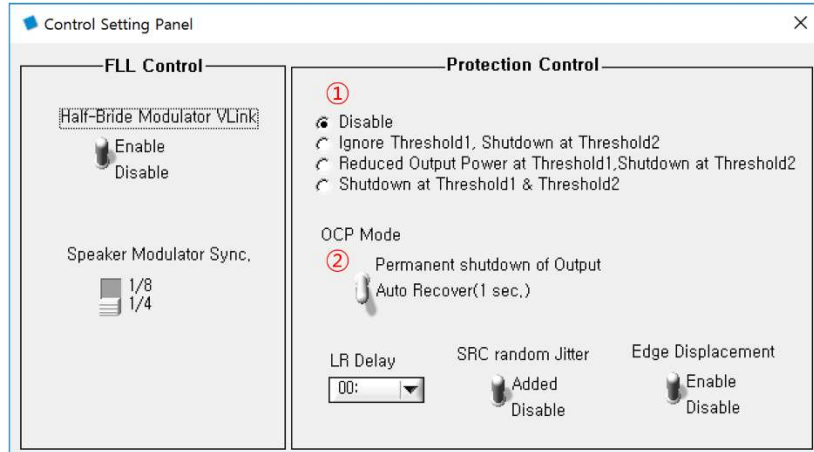 Control Setting Panel
FLL Control
Half-Bride Modulator VLink
Enable
Disable
Speaker Modulator Sync.
1/8
1/4
Protection Control
①
Disable
Ignore Threshold1, Shutdown at Threshold2
Reduced Output Power at Threshold1,Shutdown at Threshold2
Shutdown at Threshold1 & Threshold2
OCP Mode
②
Permanent shutdown of Output
Auto Recover(1 sec.)
LR Delay
00:
SRC random Jitter
Added
Disable
Edge Displacement
Enable
Disable